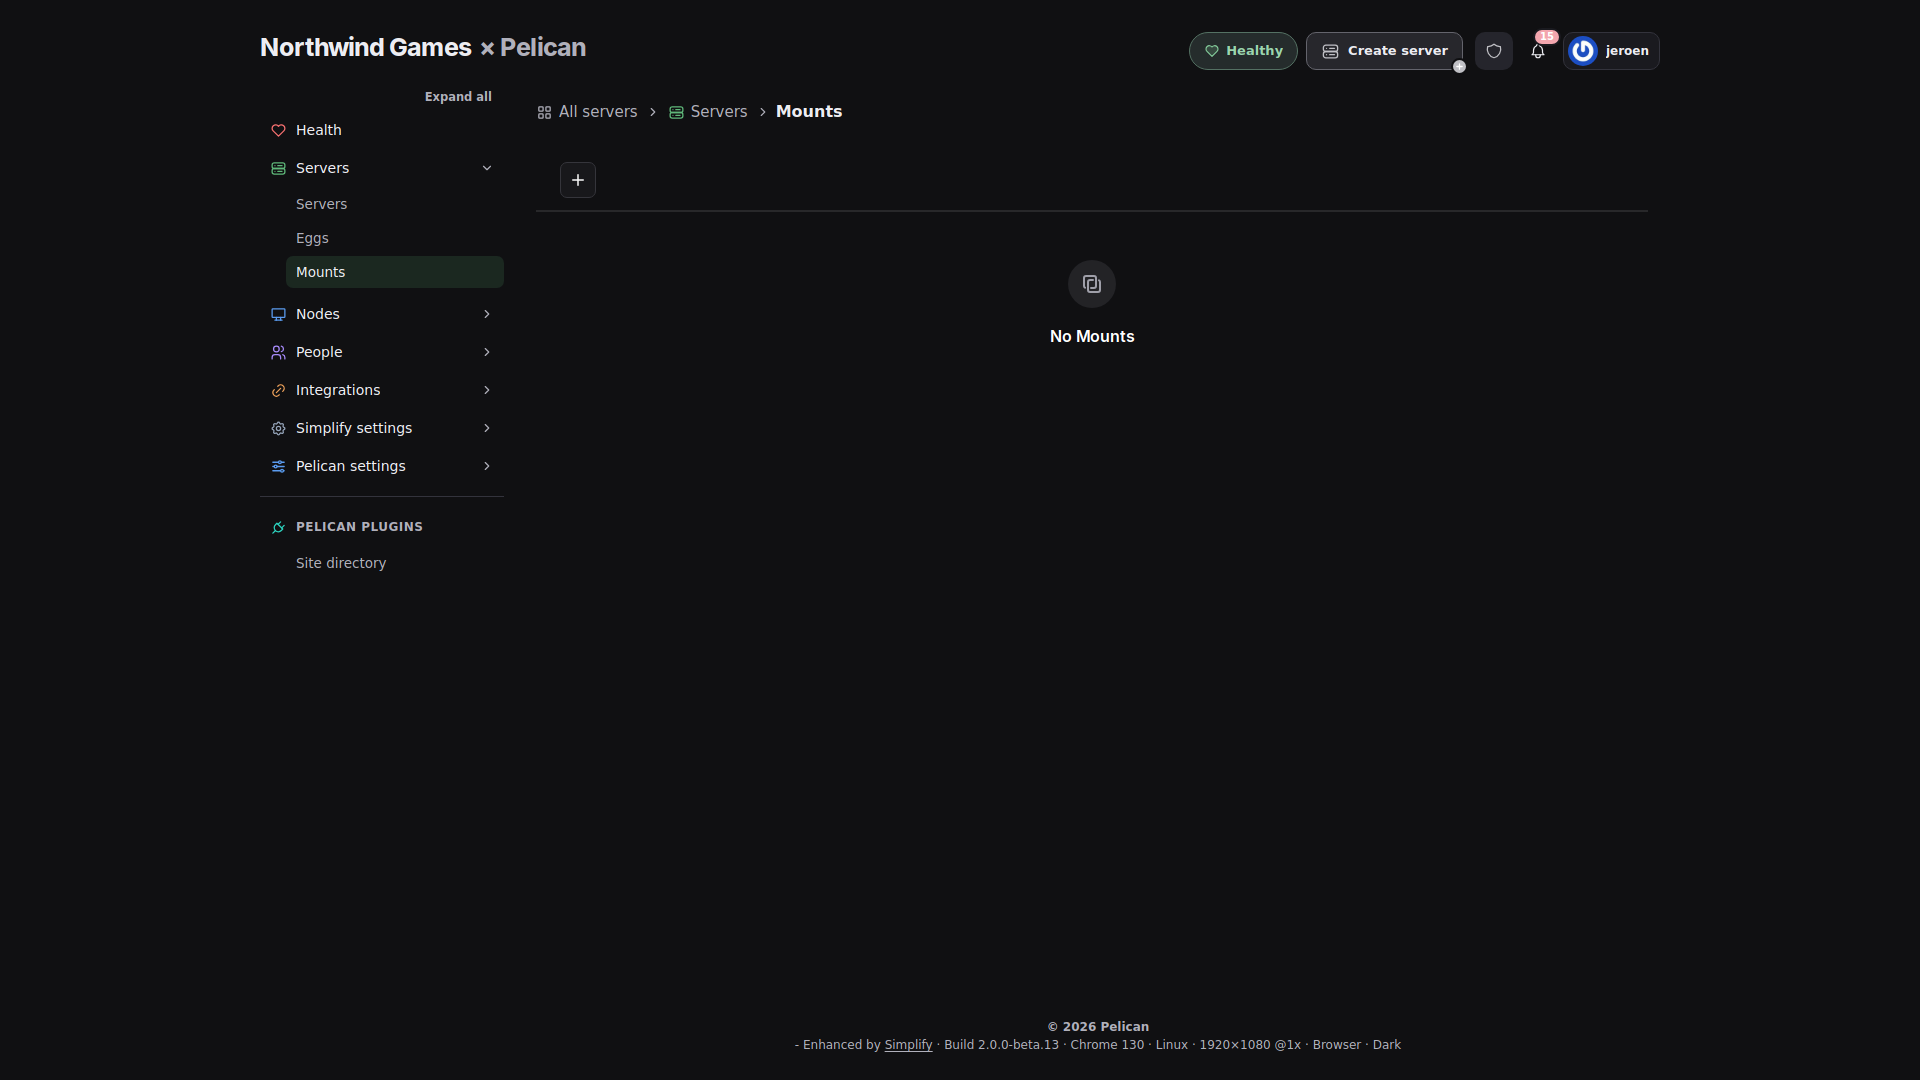 Northwind Games × Pelican
Healthy
Create server
15
jeroen
Expand all
Health
Servers
Servers
Eggs
Mounts
Nodes
People
Integrations
Simplify settings
Pelican settings
PELICAN PLUGINS
Site directory
All servers > Servers > Mounts
No Mounts
© 2026 Pelican
- Enhanced by Simplify · Build 2.0.0-beta.13 · Chrome 130 · Linux · 1920×1080 @1x · Browser · Dark